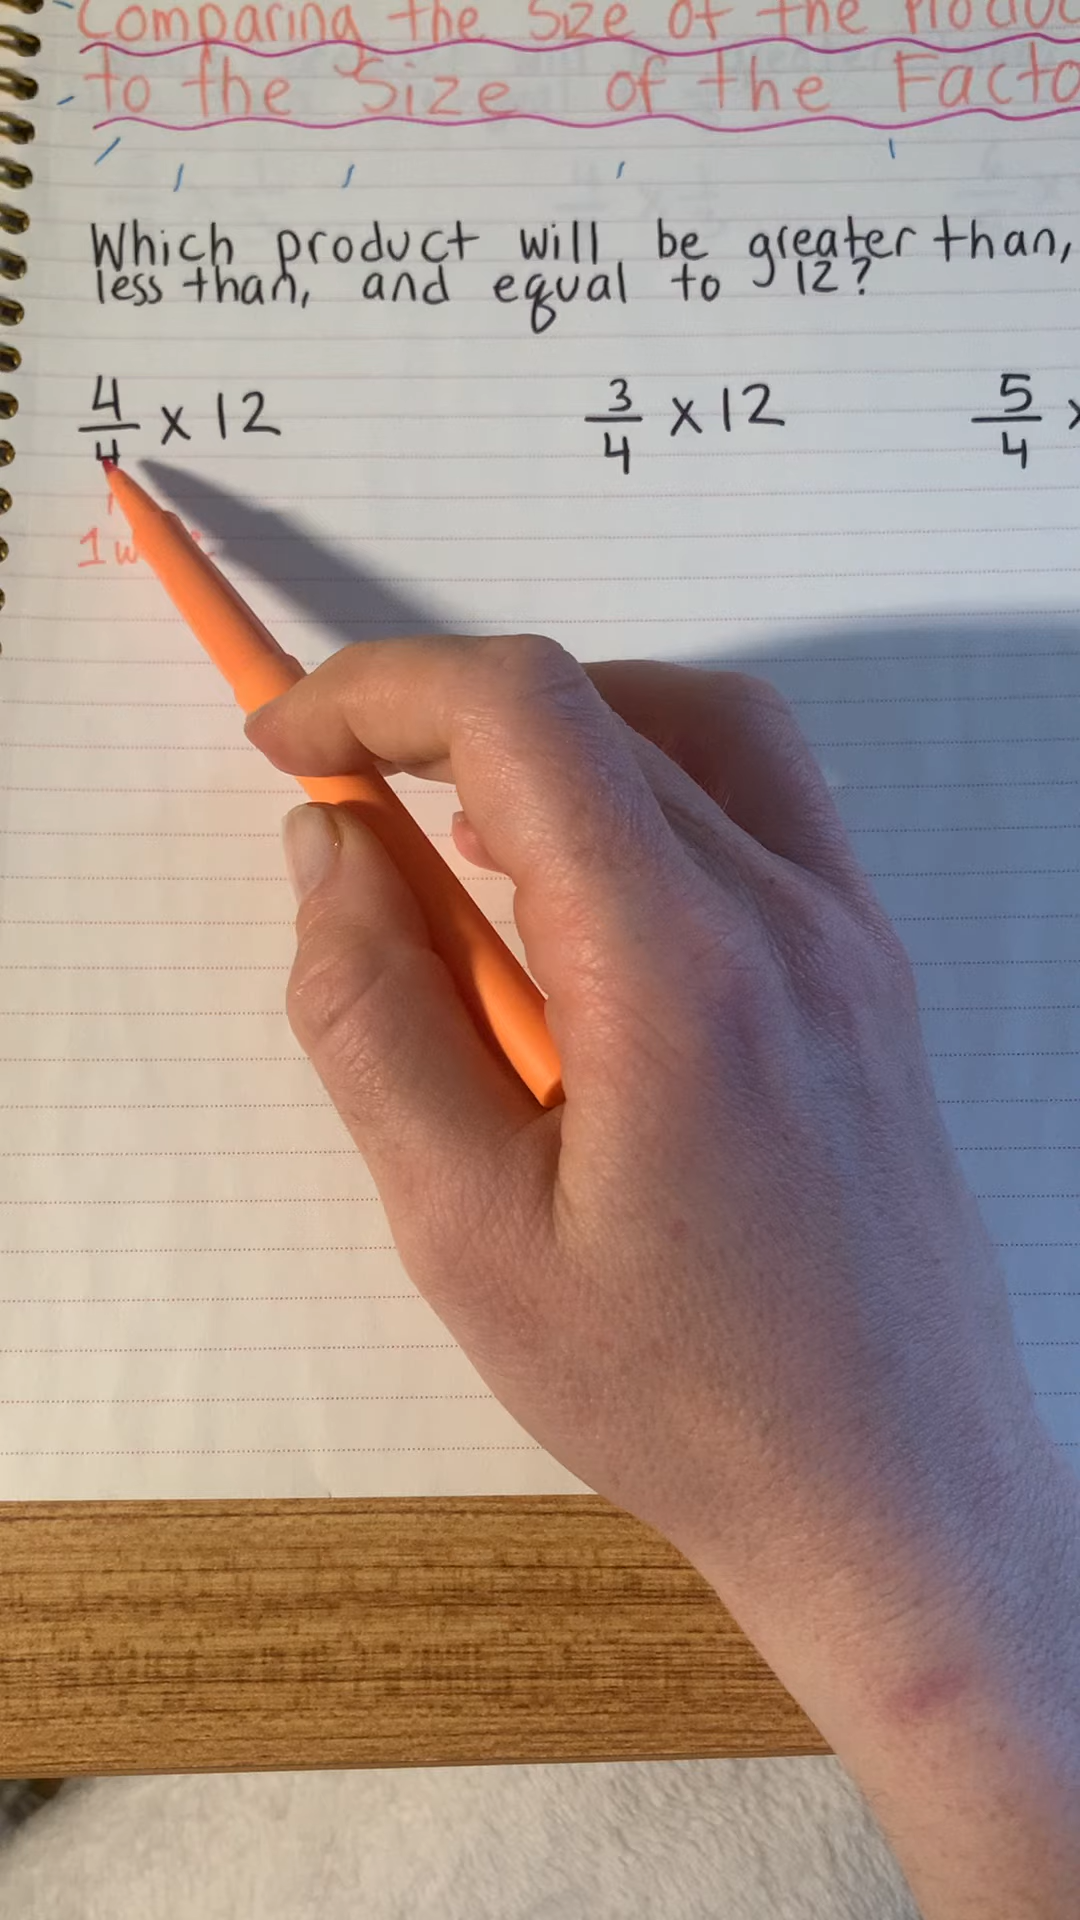 Comparing the Size of the
to the Size of the
Which product will be greater than,
less than, and equal to 12?
4/4 x 12 3/4 x 12 5/4 x
1